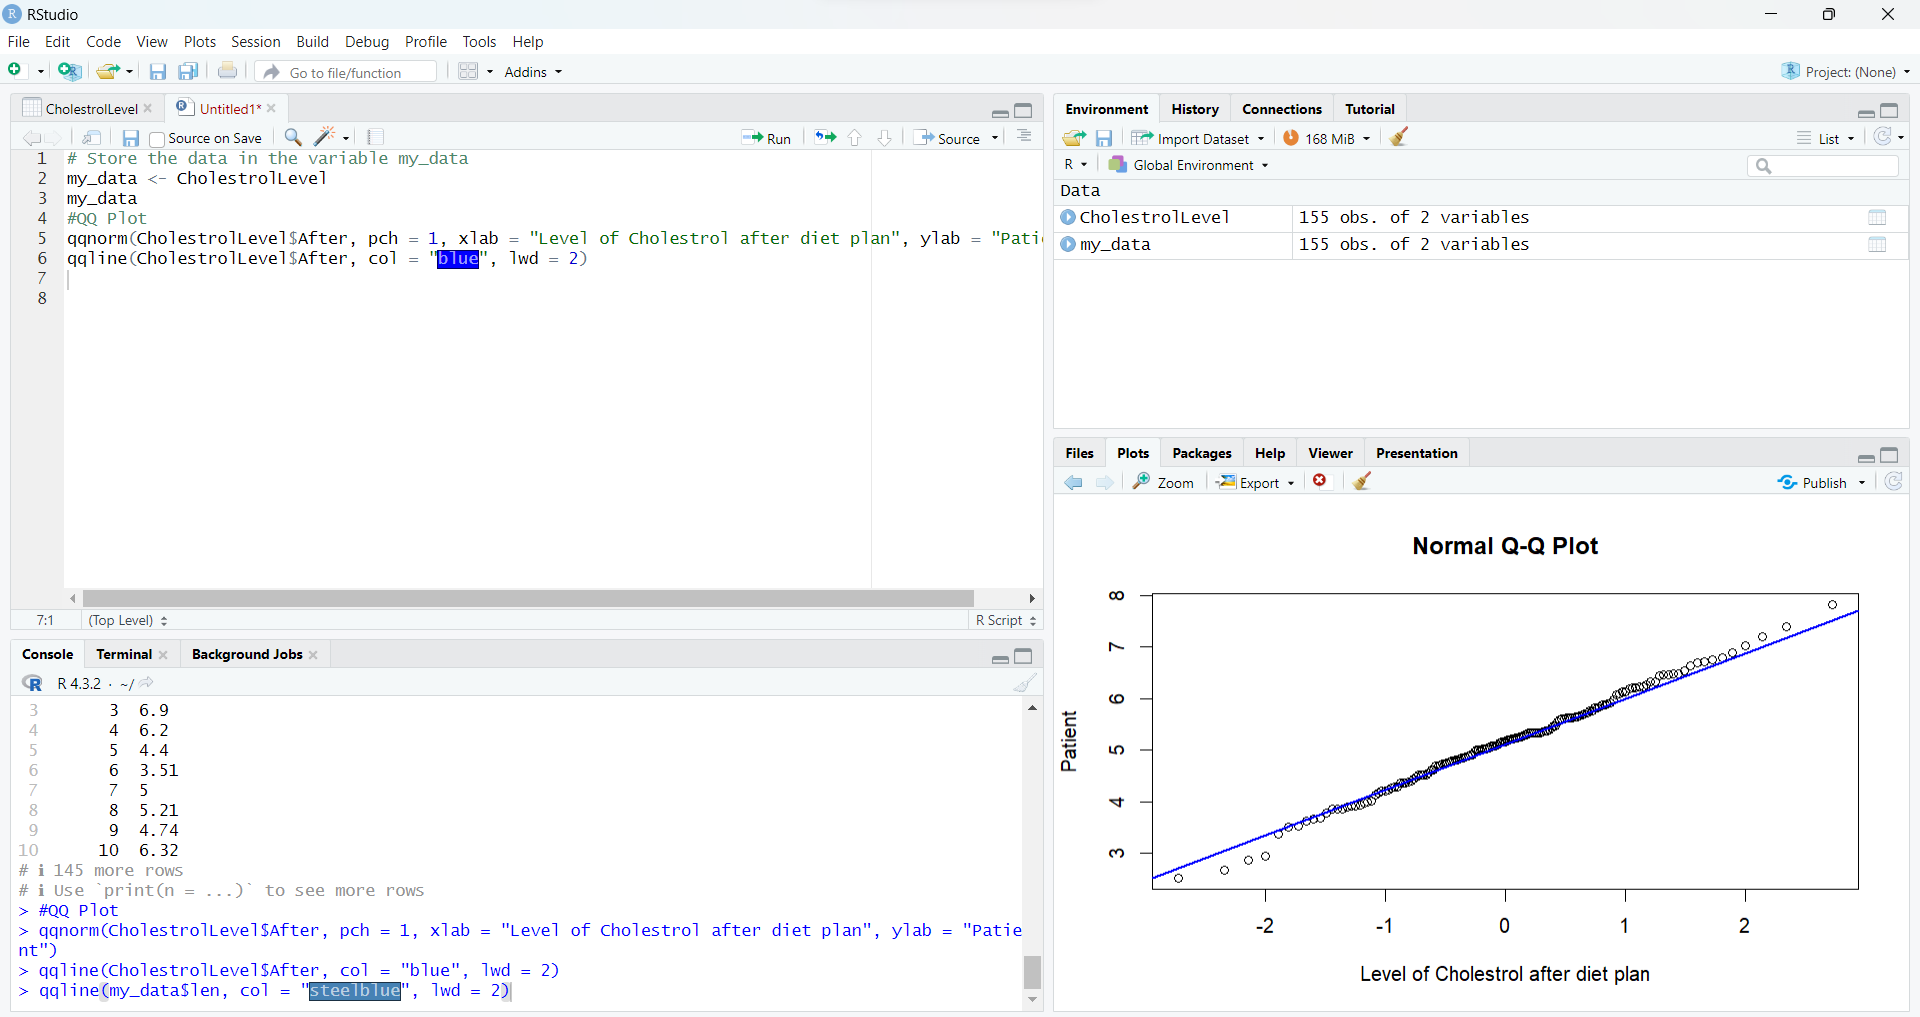 RStudio
File Edit Code View Plots Session Build Debug Profile Tools Help
Go to file/function Addins Project: (None)
CholestrolLevel Untitled1*
Source on Save Run Source
1 # Store the data in the variable my_data
2 my_data <- CholestrolLevel
3 my_data
4 #QQ Plot
5 qqnorm(CholestrolLevel$After, pch = 1, xlab = "Level of Cholestrol after diet plan", ylab = "Pati
6 qqline(CholestrolLevel$After, col = "blue", lwd = 2)
7
8
7:1 (Top Level) R Script
Console Terminal Background Jobs
R 4.3.2 · ~/
3 3 6.9
4 4 6.2
5 5 4.4
6 6 3.51
7 7 5
8 8 5.21
9 9 4.74
10 10 6.32
# ℹ 145 more rows
# ℹ Use `print(n = ...)` to see more rows
> #QQ Plot
> qqnorm(CholestrolLevel$After, pch = 1, xlab = "Level of Cholestrol after diet plan", ylab = "Patie
nt")
> qqline(CholestrolLevel$After, col = "blue", lwd = 2)
> qqline(my_data$len, col = "steelblue", lwd = 2)
Environment History Connections Tutorial
Import Dataset 168 MiB List
R Global Environment
Data
CholestrolLevel 155 obs. of 2 variables
my_data 155 obs. of 2 variables
Files Plots Packages Help Viewer Presentation
Zoom Export Publish
Normal Q-Q Plot
8
7
6
5
4
3
Patient
-2 -1 0 1 2
Level of Cholestrol after diet plan